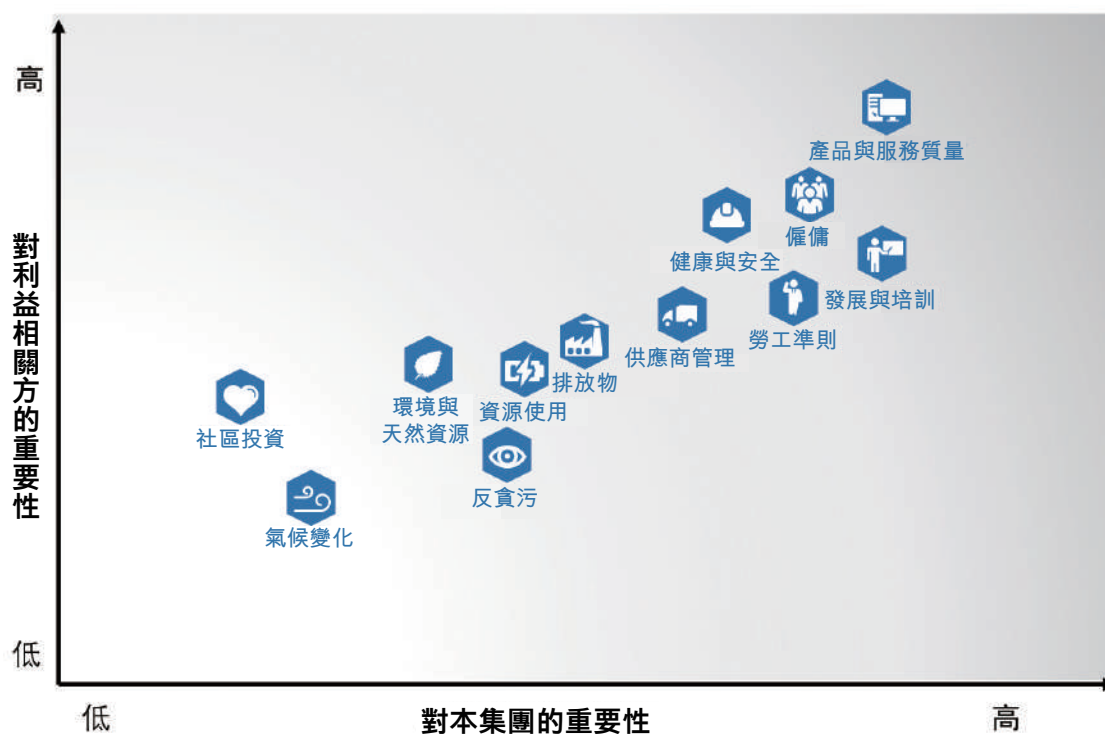 高
產品與服務質量
僱傭
健康與安全
發展與培訓
勞工準則
供應商管理
排放物
資源使用
環境與
天然資源
社區投資
反貪污
氣候變化
對利益相關方的重要性
低
低
對本集團的重要性
高